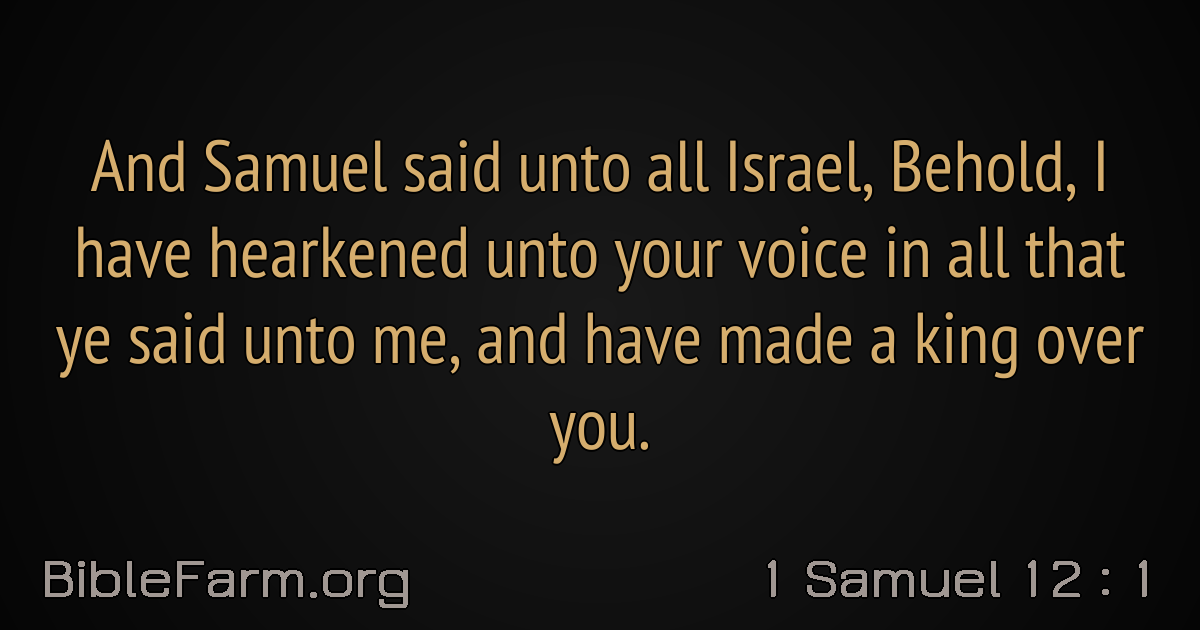 And Samuel said unto all Israel, Behold, I
have hearkened unto your voice in all that
ye said unto me, and have made a king over
you.
BibleFarm.org
1 Samuel 12 : 1